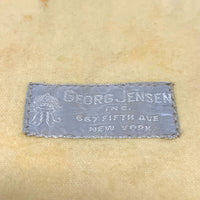 GEORG JENSEN
INC.
667 FIFTH AVE
NEW YORK